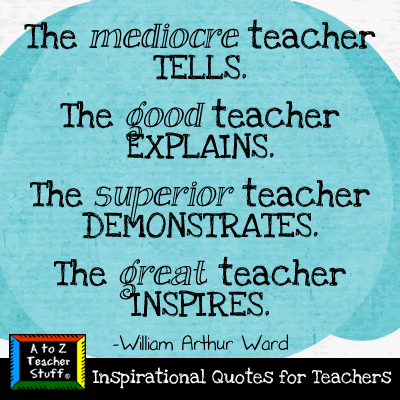 The mediocre teacher
TELLS.
The good teacher
EXPLAINS.
The superior teacher
DEMONSTRATES.
The great teacher
INSPIRES.
-William Arthur Ward
A to Z
Teacher
Stuff®
Inspirational Quotes for Teachers